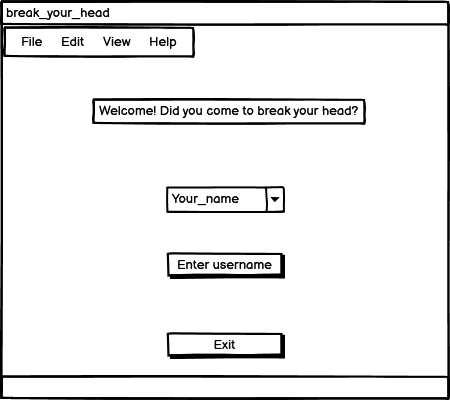 break_your_head
File Edit View Help
Welcome! Did you come to break your head?
Your_name
Enter username
Exit